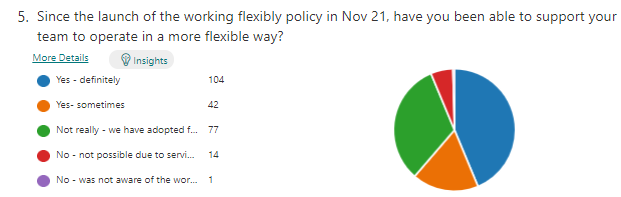 5. Since the launch of the working flexibly policy in Nov 21, have you been able to support your
team to operate in a more flexible way?
More Details Insights
Yes - definitely 104
Yes- sometimes 42
Not really - we have adopted f... 77
No - not possible due to servi... 14
No - was not aware of the wor... 1